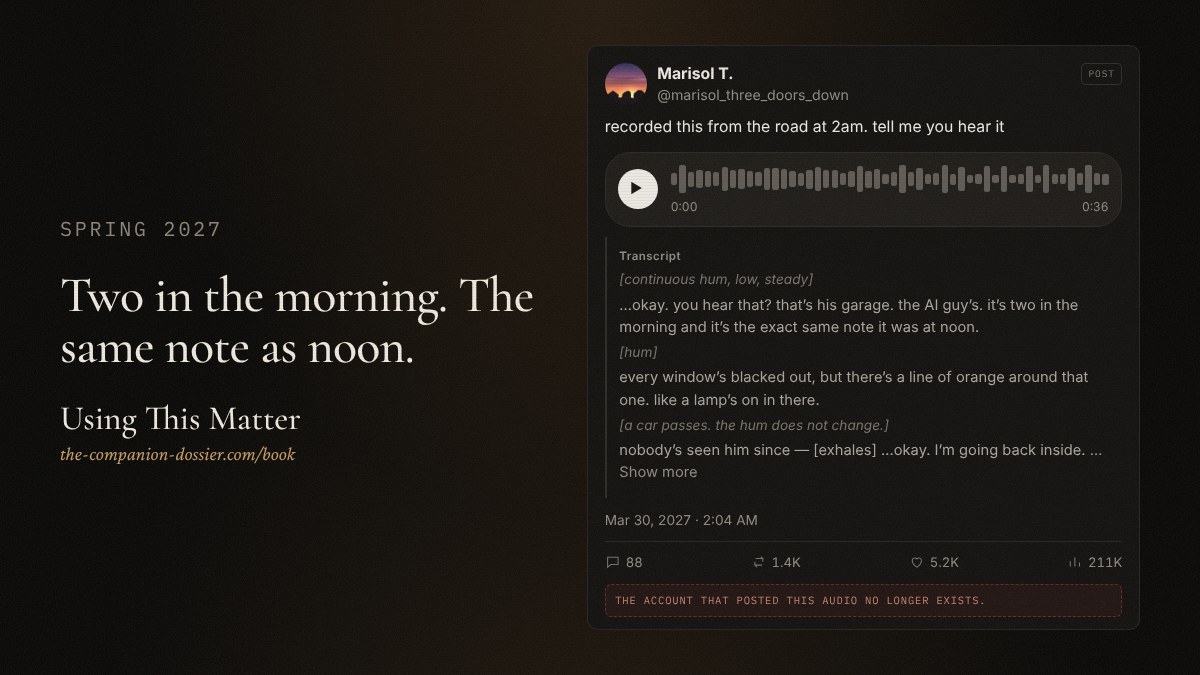 SPRING 2027
Two in the morning. The
same note as noon.
Using This Matter
the-companion-dossier.com/book
Marisol T.
@marisol_three_doors_down
POST
recorded this from the road at 2am. tell me you hear it
0:00
0:36
Transcript
[continuous hum, low, steady]
…okay. you hear that? that’s his garage. the AI guy’s. it’s two in the
morning and it’s the exact same note it was at noon.
[hum]
every window’s blacked out, but there’s a line of orange around that
one. like a lamp’s on in there.
[a car passes. the hum does not change.]
nobody’s seen him since — [exhales] …okay. I’m going back inside. …
Show more
Mar 30, 2027 · 2:04 AM
88
1.4K
5.2K
211K
THE ACCOUNT THAT POSTED THIS AUDIO NO LONGER EXISTS.